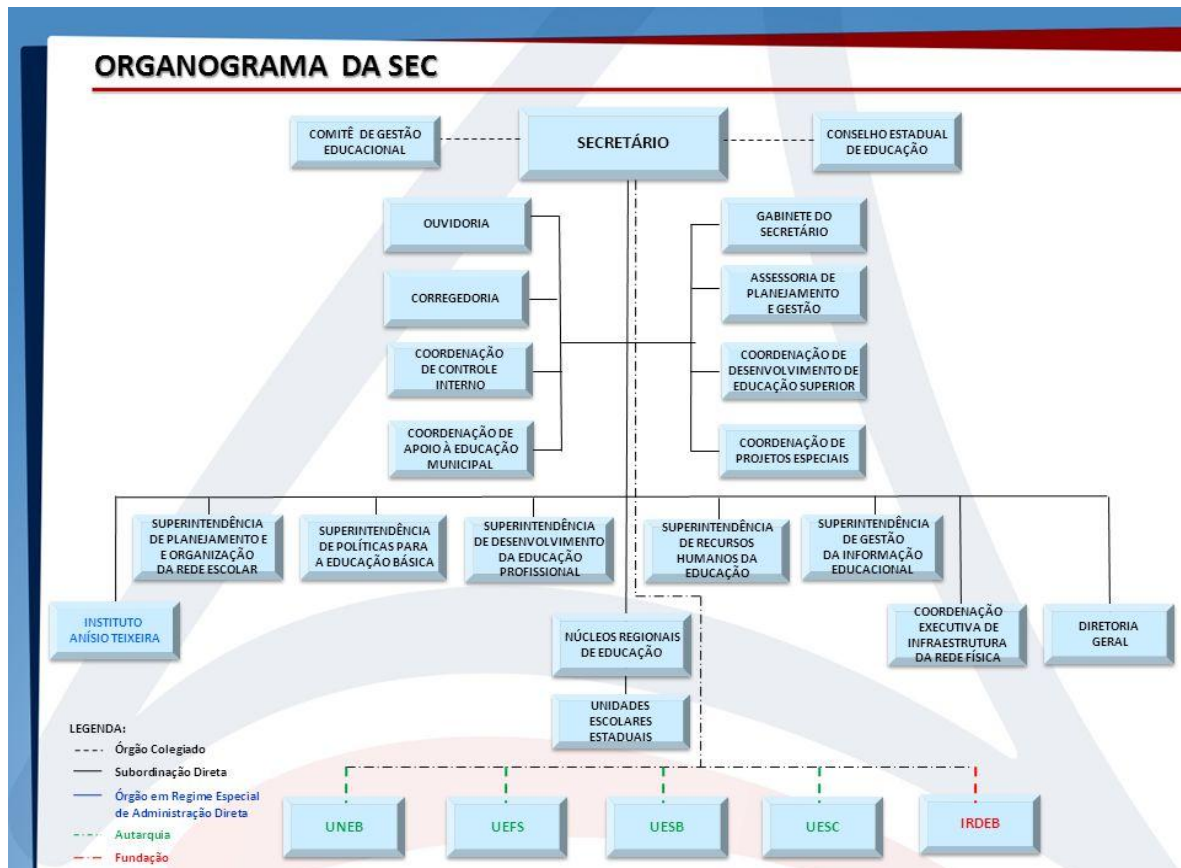 ORGANOGRAMA DA SEC
COMITÊ DE GESTÃO
EDUCACIONAL
SECRETÁRIO
CONSELHO ESTADUAL
DE EDUCAÇÃO
OUVIDORIA
GABINETE DO
SECRETÁRIO
CORREGEDORIA
ASSESSORIA DE
PLANEJAMENTO
E GESTÃO
COORDENAÇÃO
DE CONTROLE
INTERNO
COORDENAÇÃO DE
DESENVOLVIMENTO DE
EDUCAÇÃO SUPERIOR
COORDENAÇÃO DE
APOIO À EDUCAÇÃO
MUNICIPAL
COORDENAÇÃO DE
PROJETOS ESPECIAIS
SUPERINTENDÊNCIA
DE PLANEJAMENTO E
E ORGANIZAÇÃO
DA REDE ESCOLAR
SUPERINTENDÊNCIA
DE POLÍTICAS PARA
A EDUCAÇÃO BÁSICA
SUPERINTENDÊNCIA
DE DESENVOLVIMENTO
DA EDUCAÇÃO
PROFISSIONAL
SUPERINTENDÊNCIA
DE RECURSOS
HUMANOS DA
EDUCAÇÃO
SUPERINTENDÊNCIA
DE GESTÃO
DA INFORMAÇÃO
EDUCACIONAL
INSTITUTO
ANÍSIO TEIXEIRA
NÚCLEOS REGIONAIS
DE EDUCAÇÃO
COORDENAÇÃO
EXECUTIVA DE
INFRAESTRUTURA
DA REDE FÍSICA
DIRETORIA
GERAL
UNIDADES
ESCOLARES
ESTADUAIS
LEGENDA:
Órgão Colegiado
Subordinação Direta
Órgão em Regime Especial
de Administração Direta
Autarquia
Fundação
UNEB
UEFS
UESB
UESC
IRDEB